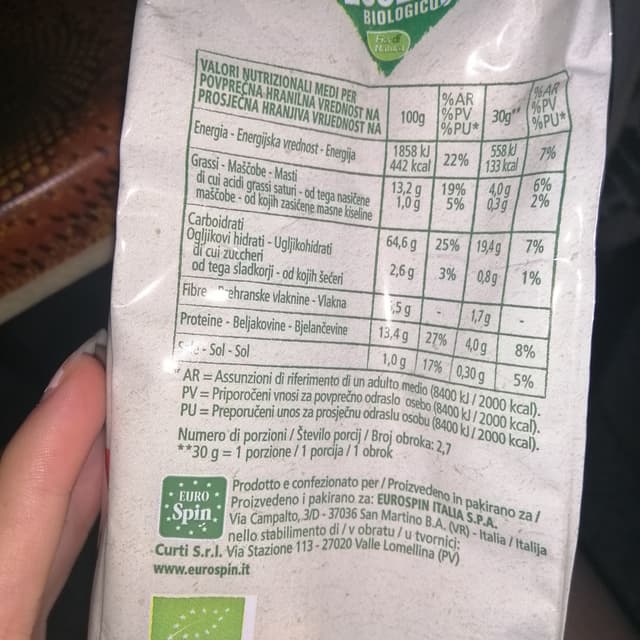 BIOLOGICO
Fior di
Natura
VALORI NUTRIZIONALI MEDI PER
POVPREČNA HRANILNA VREDNOST NA
PROSJEČNA HRANJIVA VRIJEDNOST NA
100g %AR %PV %PU* 30g** %AR %PV %PU*
Energia - Energijska vrednost - Energija 1858 kJ 442 kcal 22% 558 kJ 133 kcal 7%
Grassi - Maščobe - Masti 13,2 g 19% 4,0 g 6%
di cui acidi grassi saturi - od tega nasičene
maščobe - od kojih zasićene masne kiseline 1,0 g 5% 0,3 g 2%
Carboidrati
Ogljikovi hidrati - Ugljikohidrati 64,6 g 25% 19,4 g 7%
di cui zuccheri
od tega sladkorji - od kojih šećeri 2,6 g 3% 0,8 g 1%
Fibre - Prehranske vlaknine - Vlakna 5 g - 1,7 g -
Proteine - Beljakovine - Bjelančevine 13,4 g 27% 4,0 g 8%
- Sol - Sol 1,0 g 17% 0,30 g 5%
* AR = Assunzioni di riferimento di un adulto medio (8400 kJ / 2000 kcal).
PV = Priporočeni vnosi za povprečno odraslo osebo (8400 kJ / 2000 kcal).
PU = Preporučeni unos za prosječnu odraslu osobu (8400 kJ / 2000 kcal).
Numero di porzioni / Število porcij / Broj obroka: 2,7
**30 g = 1 porzione / 1 porcija / 1 obrok
EURO
Spin
Prodotto e confezionato per / Proizvedeno in pakirano za /
Proizvedeno i pakirano za: EUROSPIN ITALIA S.P.A.
Via Campalto, 3/D - 37036 San Martino B.A. (VR) - Italia / Italija
nello stabilimento di / v obratu / u tvornici:
Curti S.r.l. Via Stazione 113 - 27020 Valle Lomellina (PV)
www.eurospin.it